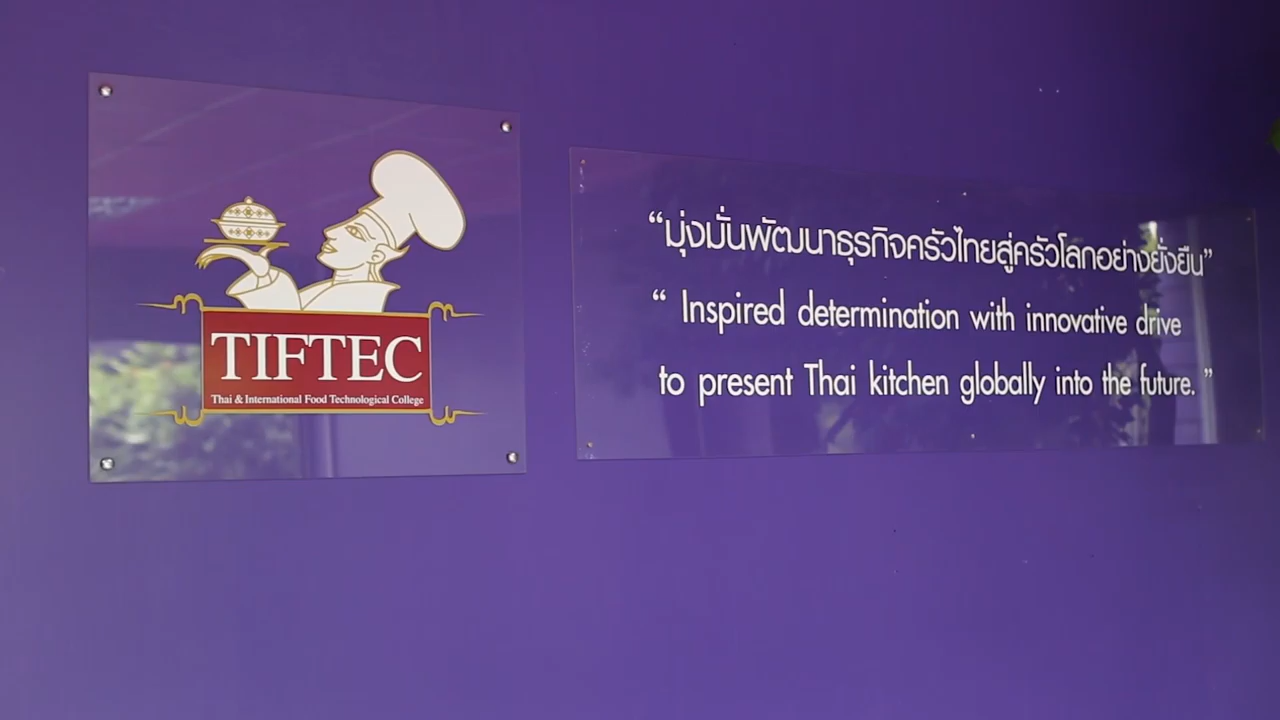 TIFTEC
Thai & International Food Technological College
“มุ่งมั่นพัฒนาธุรกิจครัวไทยสู่ครัวโลกอย่างยั่งยืน”
“ Inspired determination with innovative drive
to present Thai kitchen globally into the future. ”